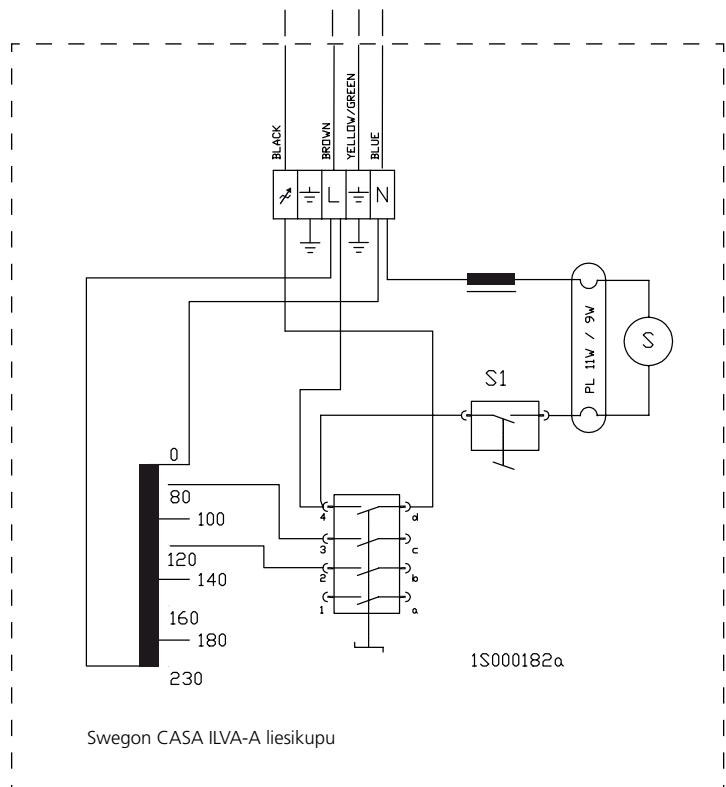 BLACK
BROWN
YELLOW/GREEN
BLUE
L
N
PL 11W / 9W
S
S1
0
80
100
120
140
160
180
230
4
d
3
c
2
b
1
a
1S000182a
Swegon CASA ILVA-A liesikupu